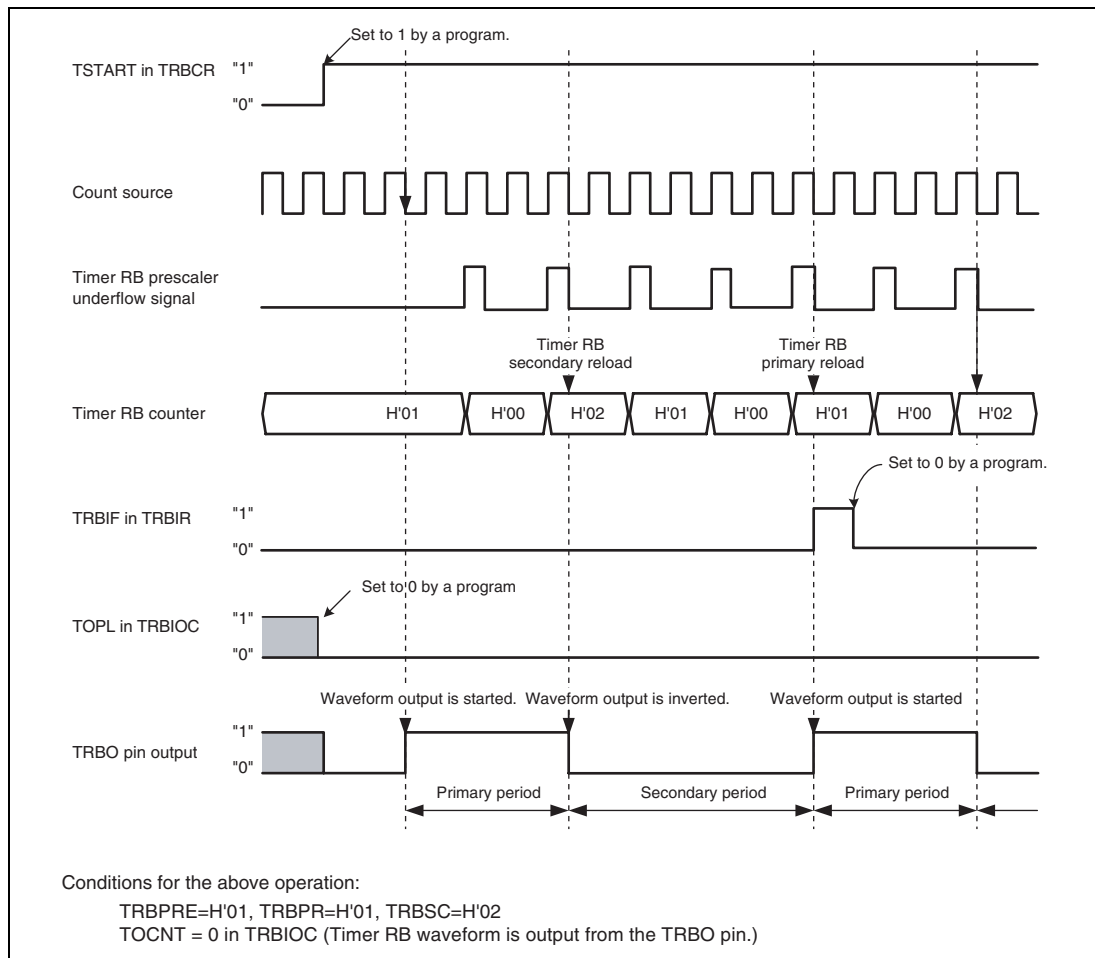 Set to 1 by a program.
TSTART in TRBCR "1"
"0"
Count source
Timer RB prescaler
underflow signal
Timer RB
secondary reload
Timer RB
primary reload
Timer RB counter H'01 H'00 H'02 H'01 H'00 H'01 H'00 H'02
Set to 0 by a program.
TRBIF in TRBIR "1"
"0"
Set to 0 by a program
TOPL in TRBIOC "1"
"0"
Waveform output is started. Waveform output is inverted. Waveform output is started
TRBO pin output "1"
"0"
Primary period Secondary period Primary period
Conditions for the above operation:
TRBPRE=H'01, TRBPR=H'01, TRBSC=H'02
TOCNT = 0 in TRBIOC (Timer RB waveform is output from the TRBO pin.)